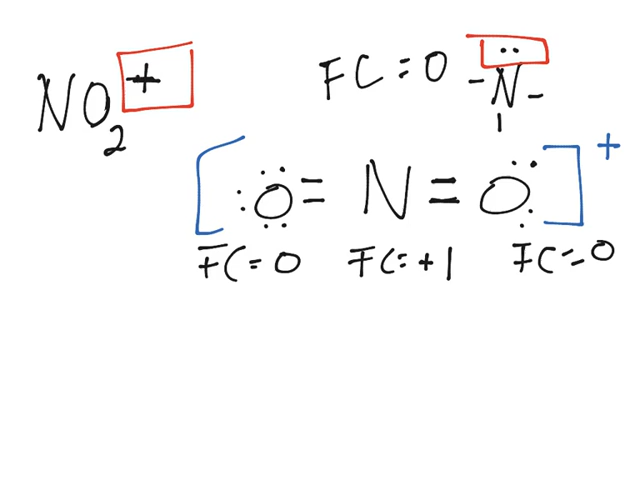 NO₂⁺
FC = 0 -N̈-
[:Ö̤ = N = Ö:]⁺
FC = 0 FC = +1 FC = 0